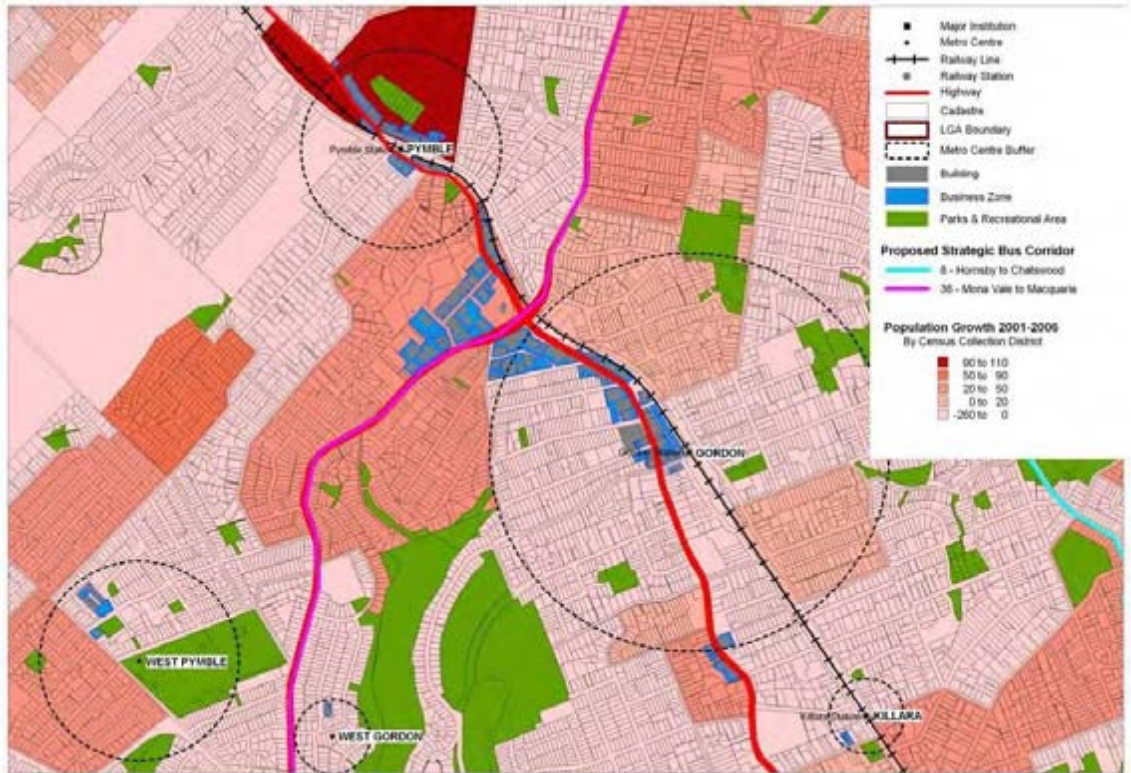 Major Institution
Metro Centre
Railway Line
Railway Station
Highway
Cadastre
LGA Boundary
Metro Centre Buffer
Building
Business Zone
Parks & Recreational Area
Proposed Strategic Bus Corridor
8 - Hornsby to Chatswood
36 - Mona Vale to Macquarie
Population Growth 2001-2006
By Census Collection District
90 to 110
50 to 90
20 to 50
0 to 20
-260 to 0
PYMBLE
GORDON
WEST PYMBLE
WEST GORDON
KILLARA